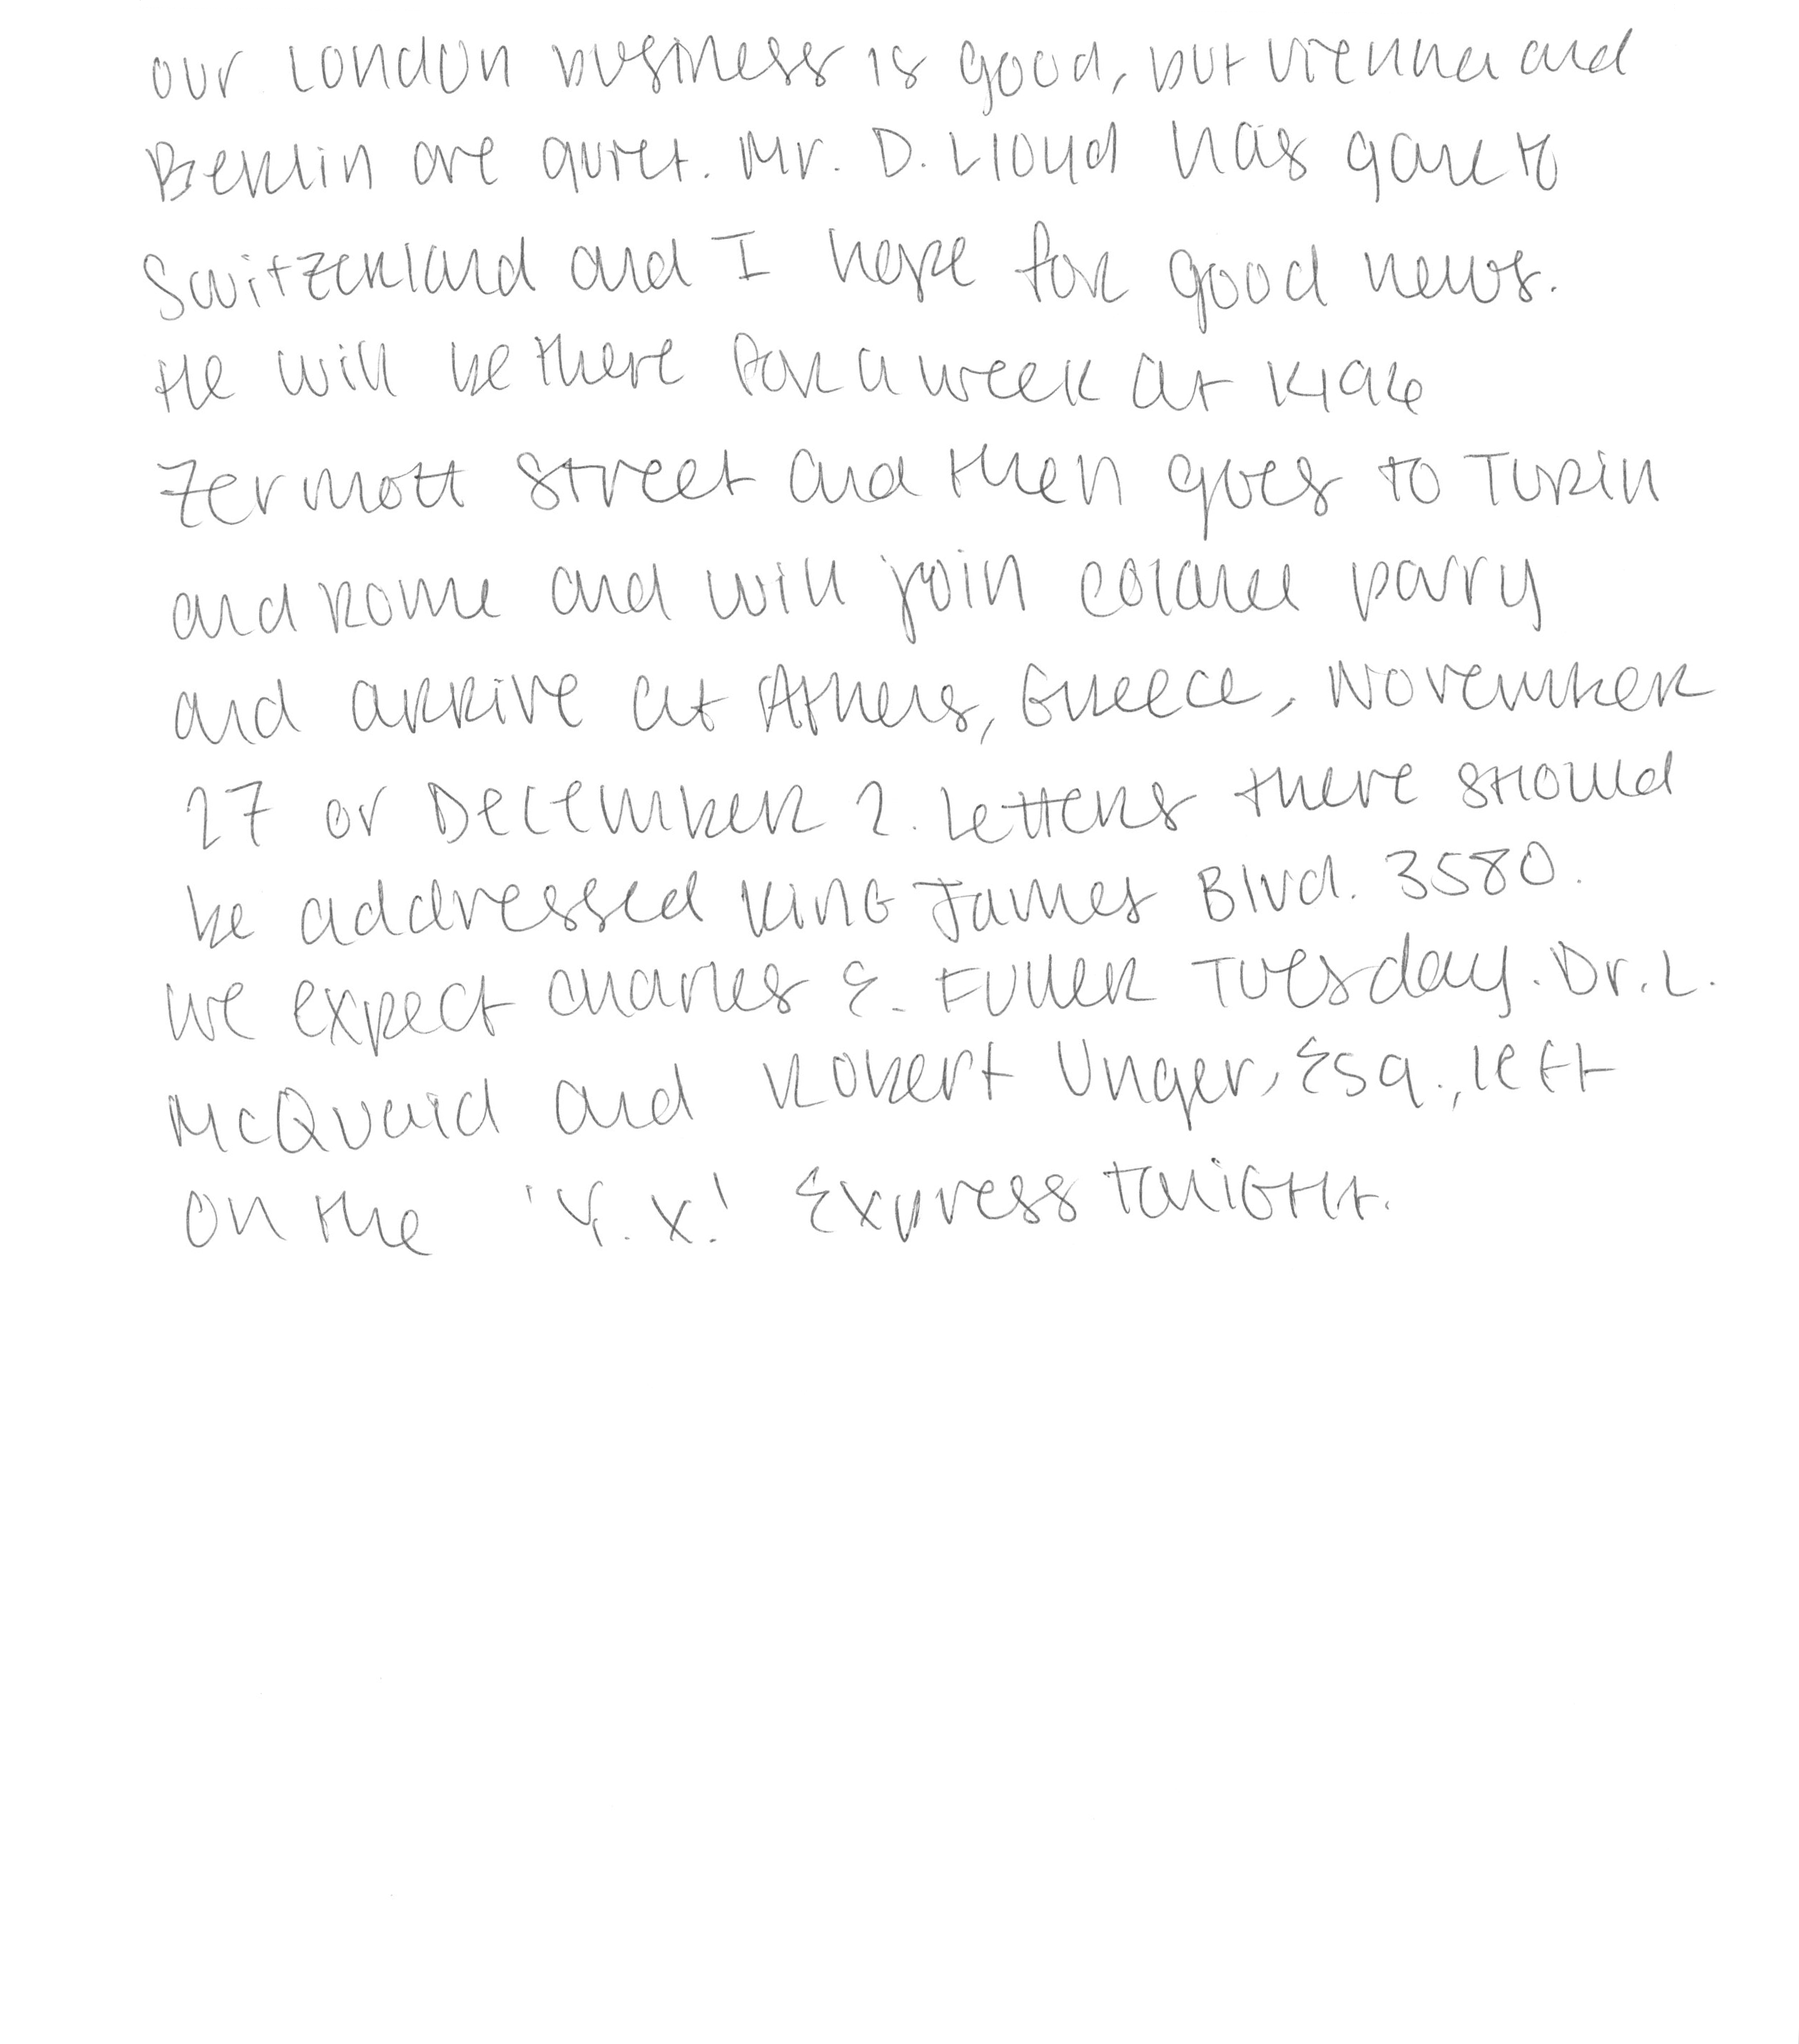 our London business is good, but Vienna and
Berlin are quiet. Mr. D. Lloyd has gone to
Switzerland and I hope for good news.
He will be there for a week at 1496
Zermott Street and then goes to Turin
and Rome and will join Colonel Parry
and arrive at Athens, Greece, November
27 or December 2. Letters there should
be addressed King James Blvd. 3580.
We expect Charles E. Fuller Tuesday. Dr. L.
McQuaid and Robert Unger, Esq., left
on the 'Y. X.' Express tonight.